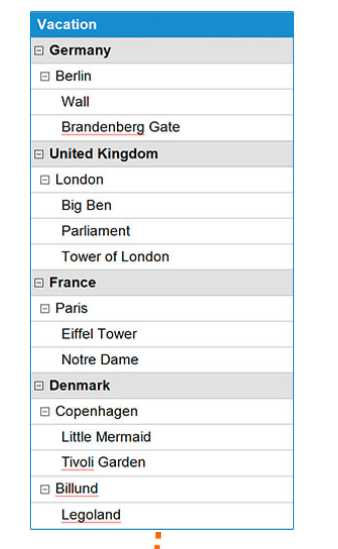 Vacation
Germany
Berlin
Wall
Brandenberg Gate
United Kingdom
London
Big Ben
Parliament
Tower of London
France
Paris
Eiffel Tower
Notre Dame
Denmark
Copenhagen
Little Mermaid
Tivoli Garden
Billund
Legoland